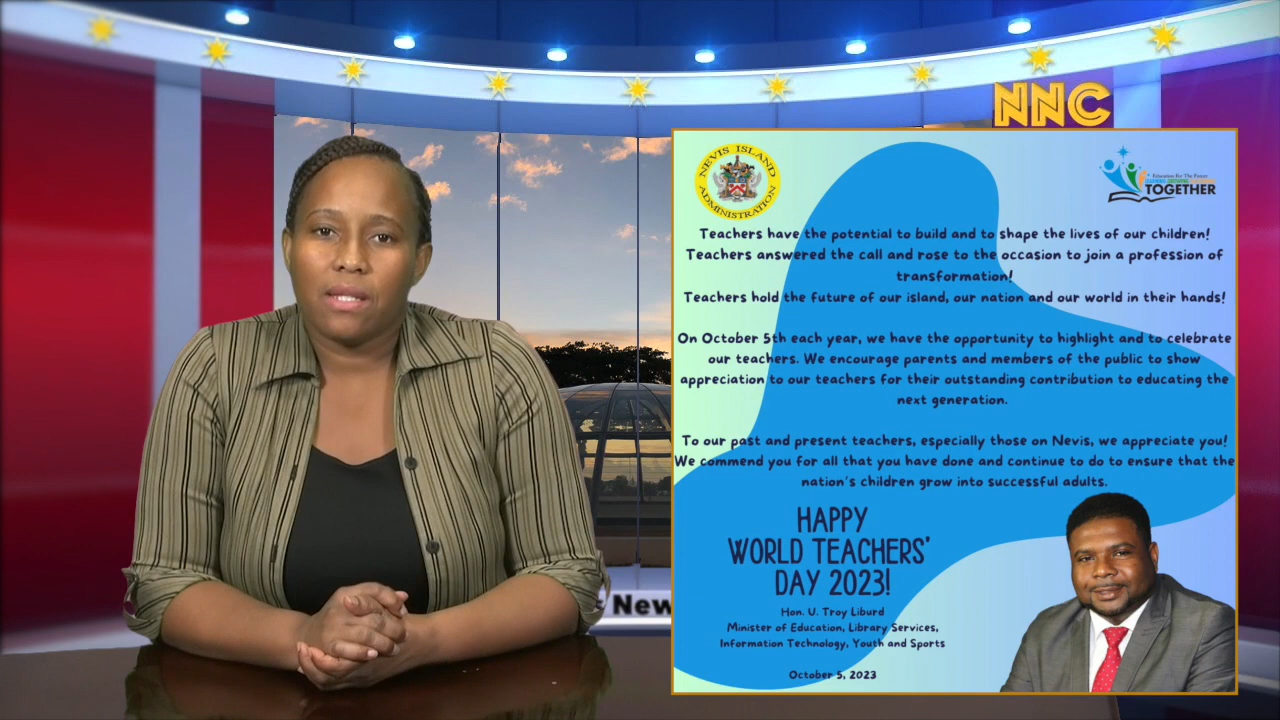 NNC
NEVIS ISLAND
ADMINISTRATION
Education For The Future
TOGETHER
Teachers have the potential to build and to shape the lives of our children!
Teachers answered the call and rose to the occasion to join a profession of
transformation!
Teachers hold the future of our island, our nation and our world in their hands!
On October 5th each year, we have the opportunity to highlight and to celebrate
our teachers. We encourage parents and members of the public to show
appreciation to our teachers for their outstanding contribution to educating the
next generation.
To our past and present teachers, especially those on Nevis, we appreciate you!
We commend you for all that you have done and continue to do to ensure that the
nation's children grow into successful adults.
HAPPY
WORLD TEACHERS'
DAY 2023!
Hon. U. Troy Liburd
Minister of Education, Library Services,
Information Technology, Youth and Sports
October 5, 2023
New